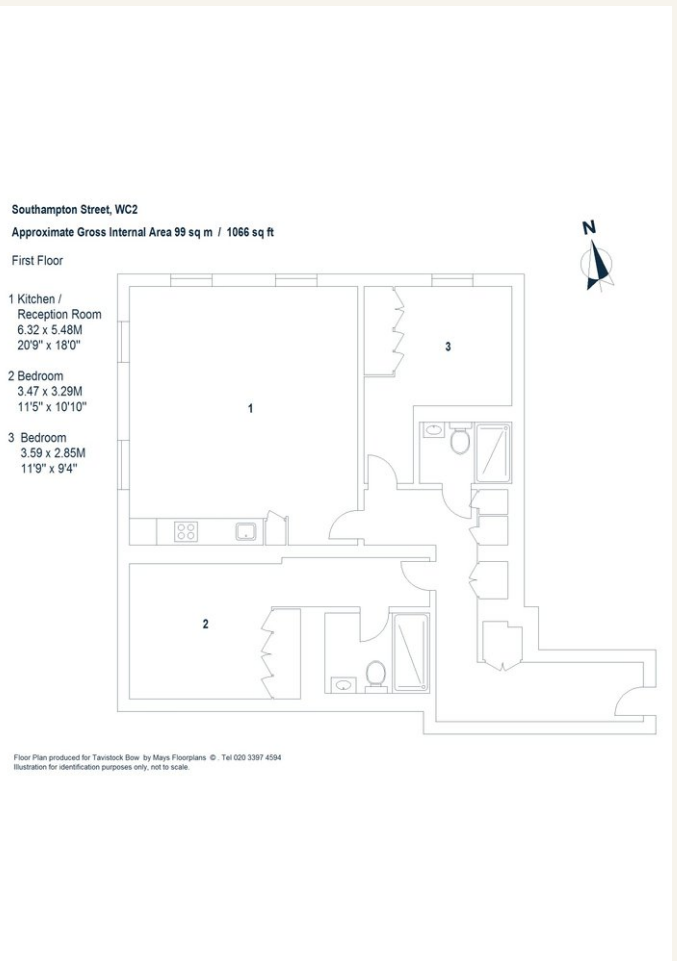 Southampton Street, WC2
Approximate Gross Internal Area 99 sq m / 1066 sq ft
First Floor
N
1 Kitchen /
Reception Room
6.32 x 5.48M
20'9" x 18'0"
2 Bedroom
3.47 x 3.29M
11'5" x 10'10"
3 Bedroom
3.59 x 2.85M
11'9" x 9'4"
3
1
2
Floor Plan produced for Tavistock Bow by Mays Floorplans © . Tel 020 3397 4594
Illustration for identification purposes only, not to scale.